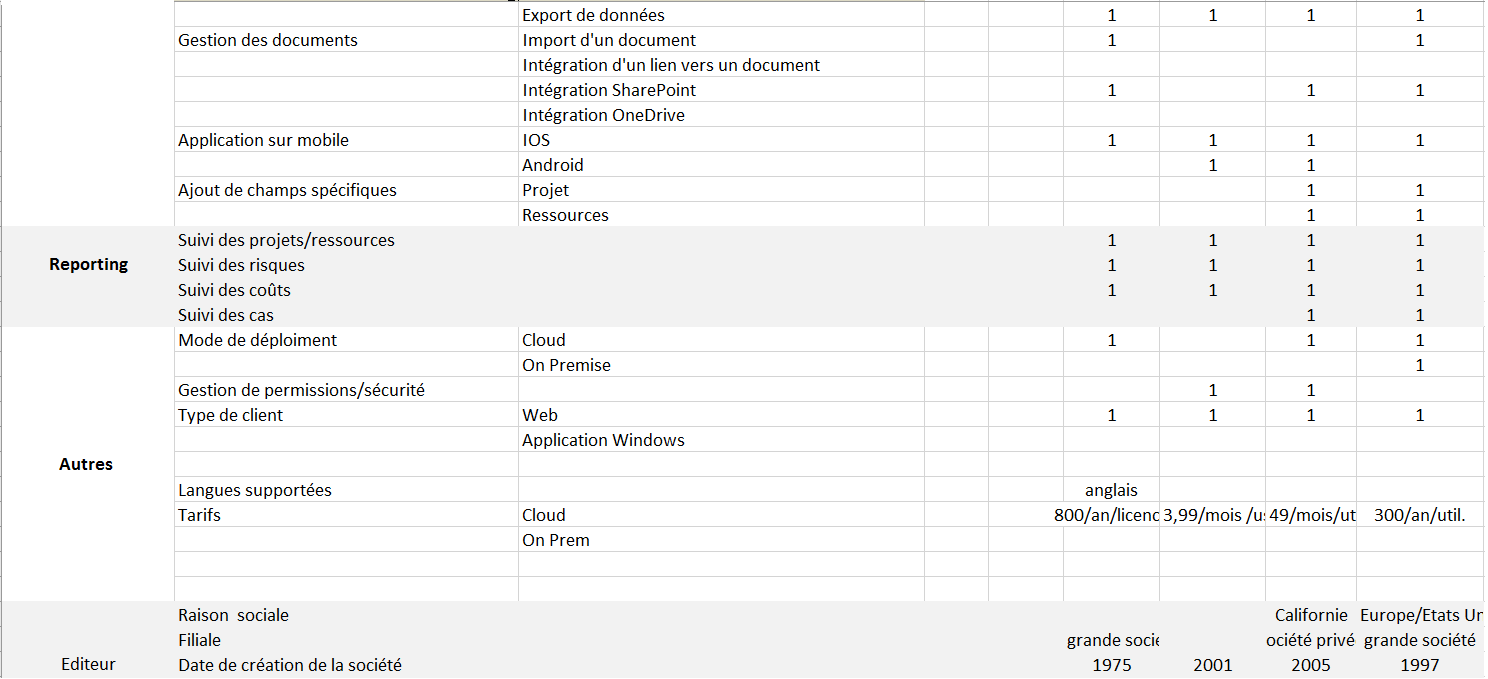 Export de données 1 1 1 1
Gestion des documents Import d'un document 1 1
Intégration d'un lien vers un document
Intégration SharePoint 1 1 1
Intégration OneDrive
Application sur mobile IOS 1 1 1 1
Android 1 1
Ajout de champs spécifiques Projet 1 1
Ressources 1 1
Suivi des projets/ressources 1 1 1 1
Reporting Suivi des risques 1 1 1 1
Suivi des coûts 1 1 1 1
Suivi des cas 1 1
Mode de déploiment Cloud 1 1 1
On Premise 1
Gestion de permissions/sécurité 1 1
Type de client Web 1 1 1 1
Application Windows
Autres
Langues supportées anglais
Tarifs Cloud 800/an/licenc 3,99/mois /us 49/mois/ut 300/an/util.
On Prem
Raison sociale Californie Europe/Etats Un
Filiale grande socié ociété privé grande société
Editeur Date de création de la société 1975 2001 2005 1997